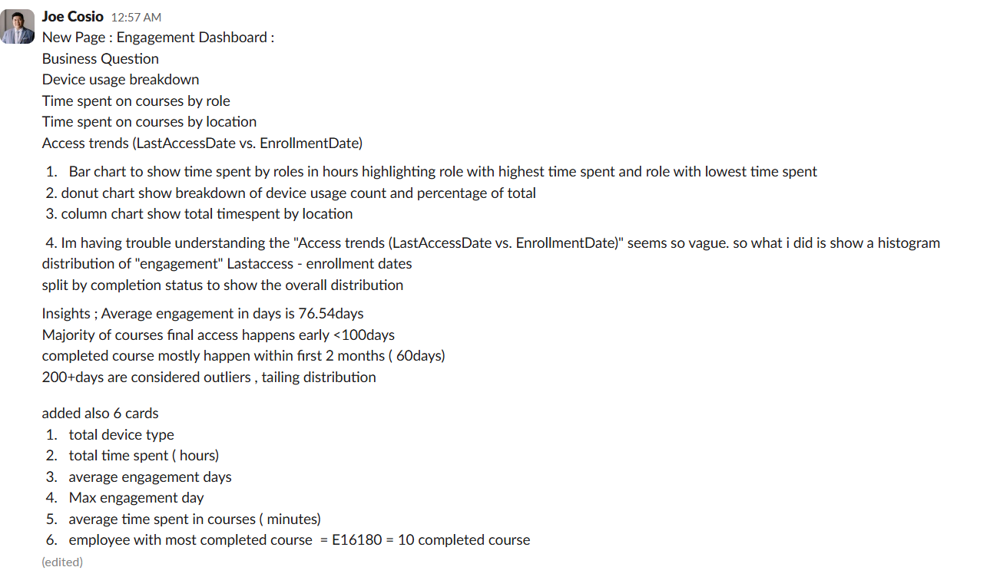 Joe Cosio 12:57 AM
New Page : Engagement Dashboard :
Business Question
Device usage breakdown
Time spent on courses by role
Time spent on courses by location
Access trends (LastAccessDate vs. EnrollmentDate)
1. Bar chart to show time spent by roles in hours highlighting role with highest time spent and role with lowest time spent
2. donut chart show breakdown of device usage count and percentage of total
3. column chart show total timespent by location
4. Im having trouble understanding the "Access trends (LastAccessDate vs. EnrollmentDate)" seems so vague. so what i did is show a histogram
distribution of "engagement" Lastaccess - enrollment dates
split by completion status to show the overall distribution
Insights ; Average engagement in days is 76.54days
Majority of courses final access happens early <100days
completed course mostly happen within first 2 months ( 60days)
200+days are considered outliers , tailing distribution
added also 6 cards
1. total device type
2. total time spent ( hours)
3. average engagement days
4. Max engagement day
5. average time spent in courses ( minutes)
6. employee with most completed course = E16180 = 10 completed course
(edited)